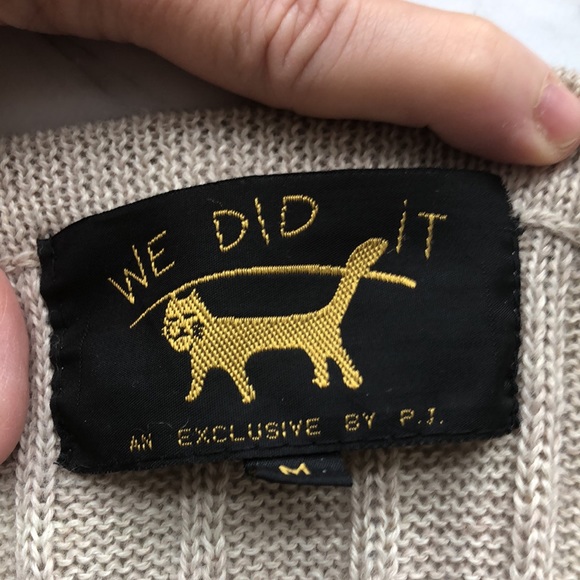 WE DID IT
AN EXCLUSIVE BY P.J.
M